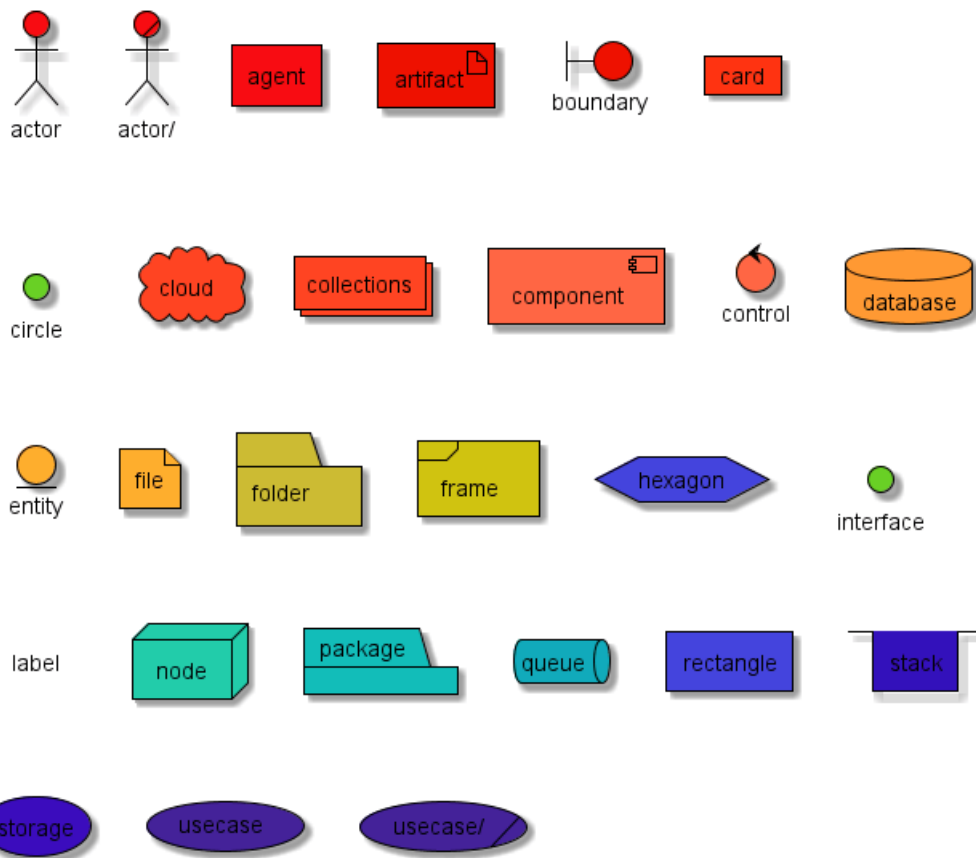 actor
actor/
agent
artifact
boundary
card
circle
cloud
collections
component
control
database
entity
file
folder
frame
hexagon
interface
label
node
package
queue
rectangle
stack
storage
usecase
usecase/